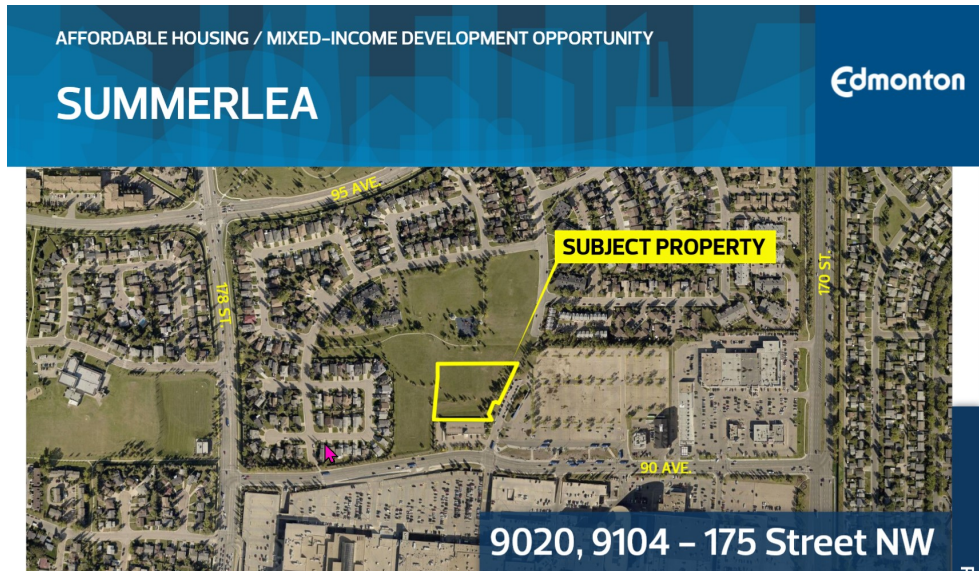 AFFORDABLE HOUSING / MIXED-INCOME DEVELOPMENT OPPORTUNITY
SUMMERLEA
Edmonton
95 AVE.
SUBJECT PROPERTY
178 ST.
170 ST.
90 AVE.
9020, 9104 – 175 Street NW